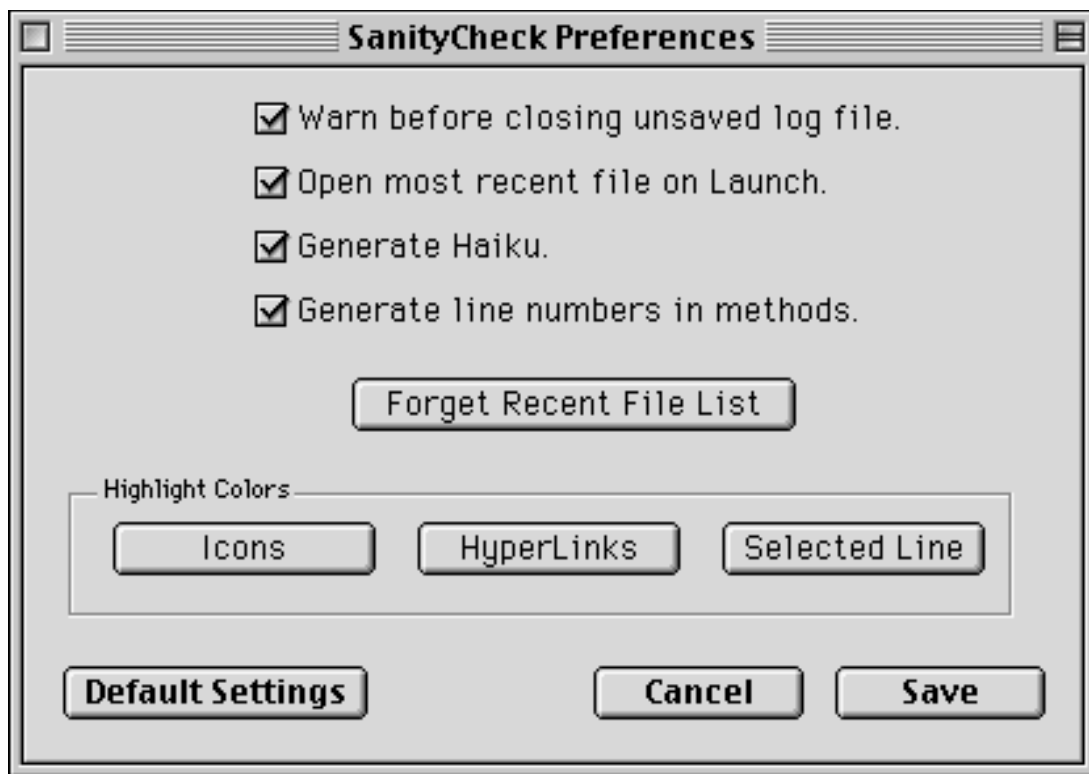 SanityCheck Preferences
Warn before closing unsaved log file.
Open most recent file on Launch.
Generate Haiku.
Generate line numbers in methods.
Forget Recent File List
Highlight Colors
Icons HyperLinks Selected Line
Default Settings Cancel Save